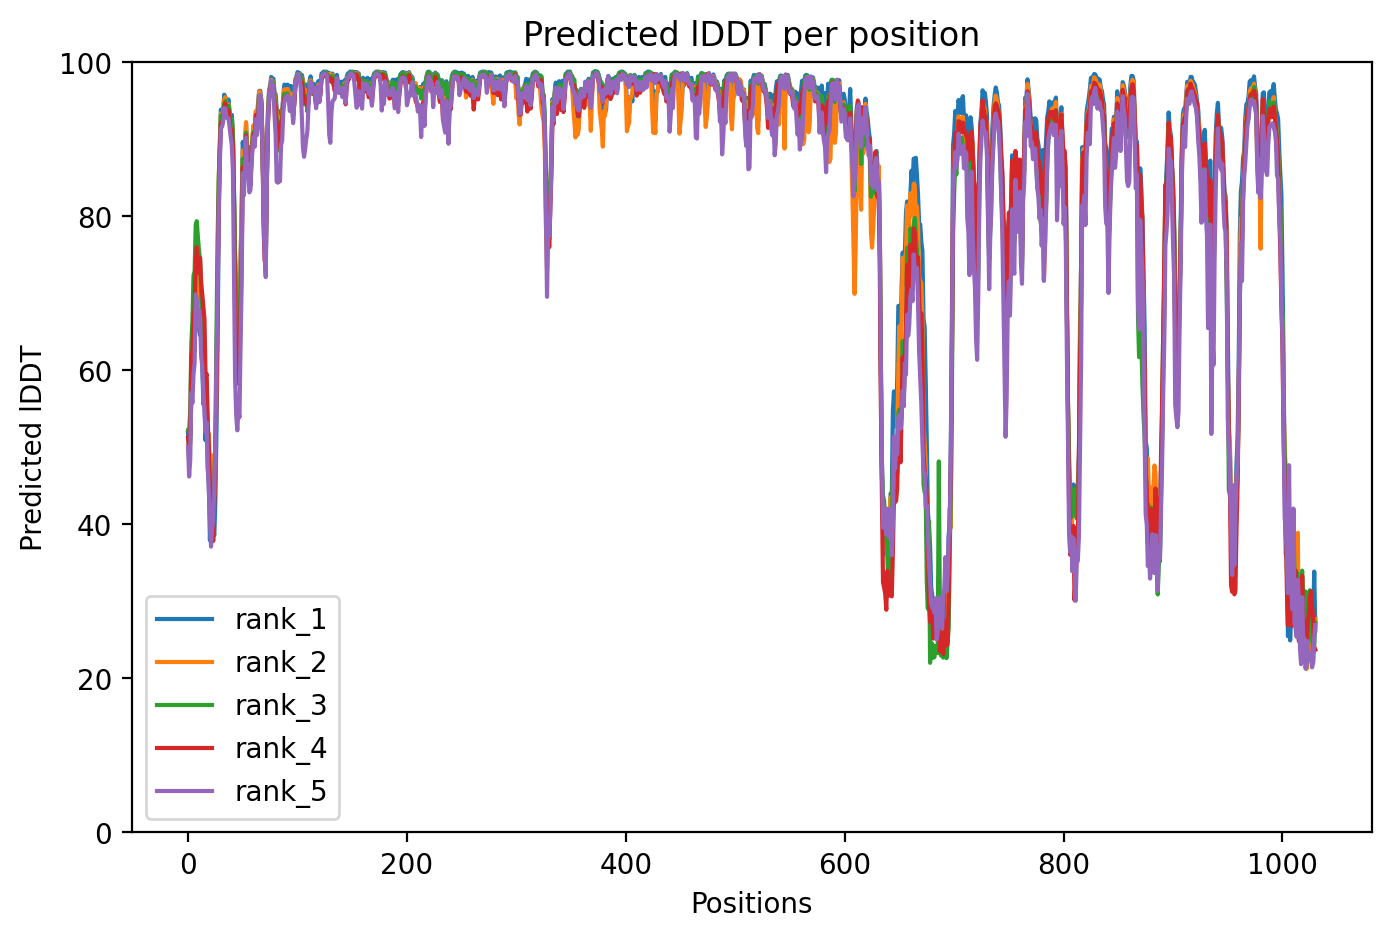 Predicted lDDT per position
Predicted lDDT
100
80
60
40
20
0
rank_1
rank_2
rank_3
rank_4
rank_5
0 200 400 600 800 1000
Positions